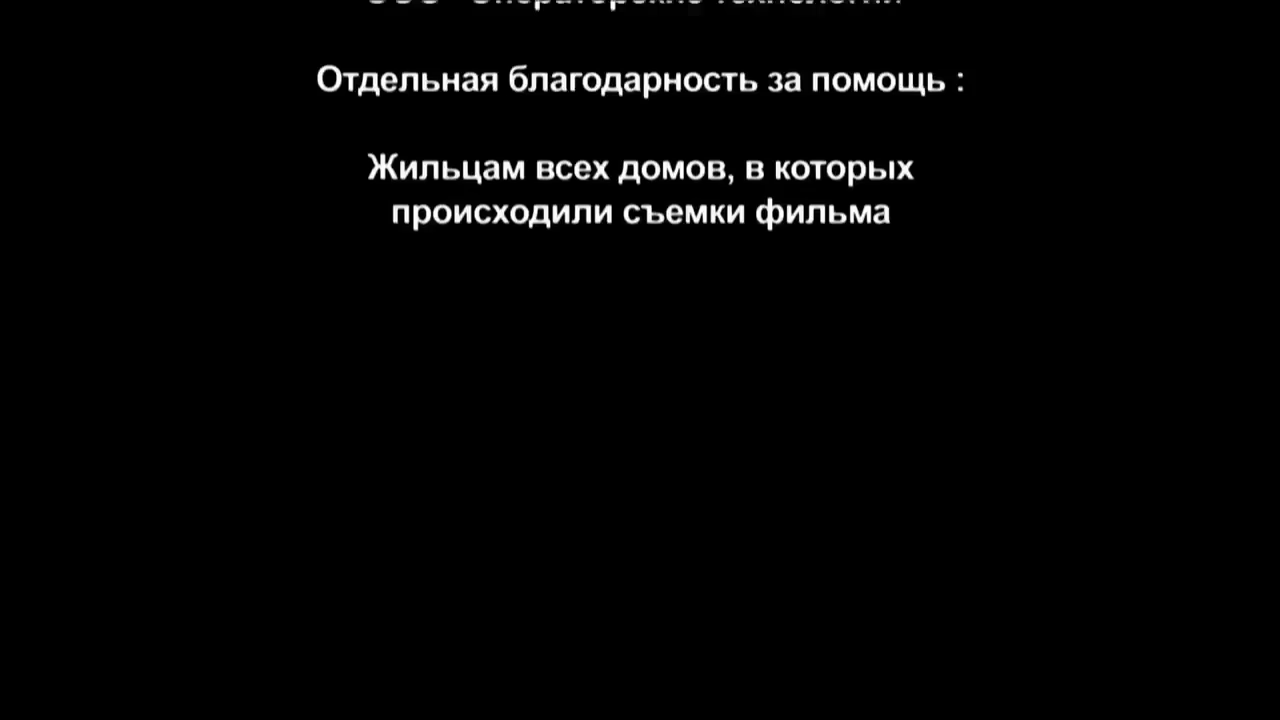 Отдельная благодарность за помощь :
Жильцам всех домов, в которых
происходили съемки фильма